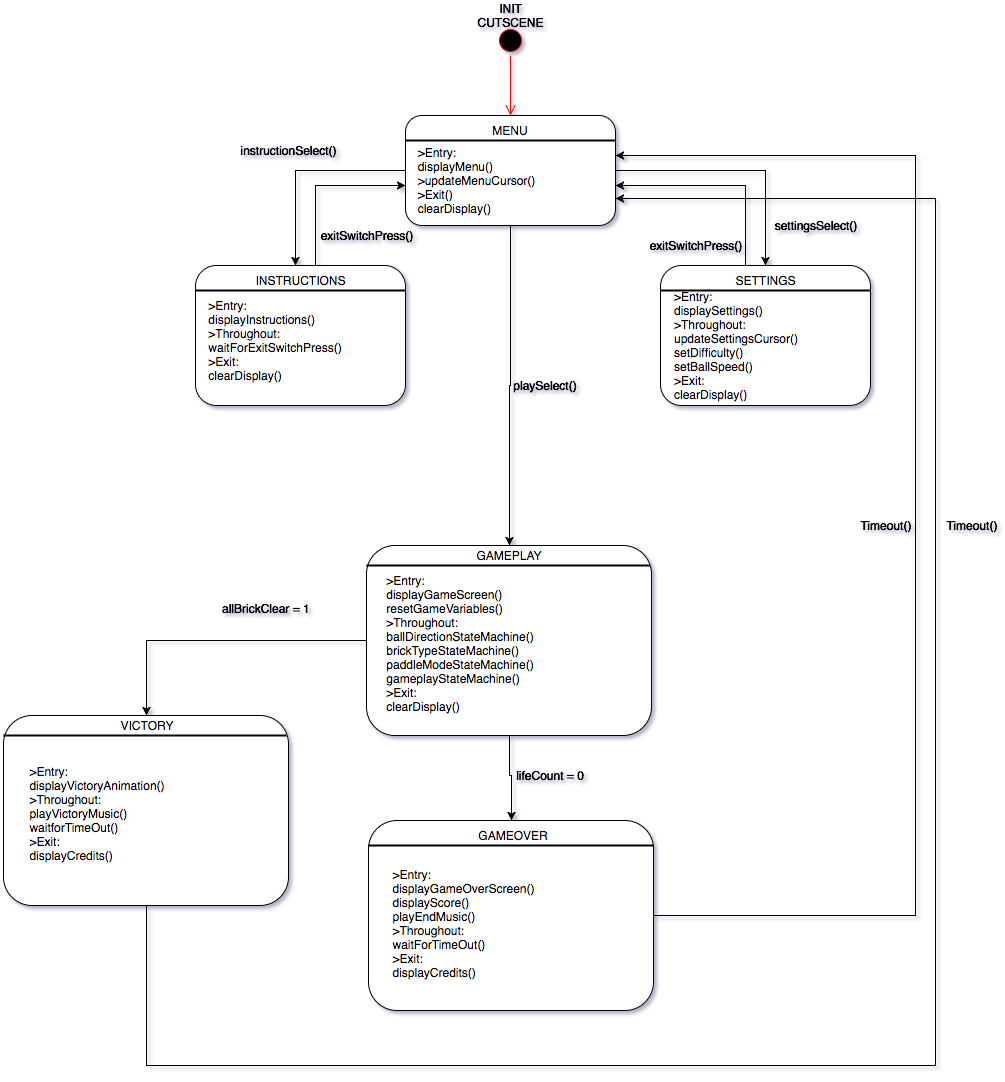 INIT
CUTSCENE
MENU
>Entry:
displayMenu()
>updateMenuCursor()
>Exit()
clearDisplay()
instructionSelect()
exitSwitchPress()
settingsSelect()
exitSwitchPress()
INSTRUCTIONS
>Entry:
displayInstructions()
>Throughout:
waitForExitSwitchPress()
>Exit:
clearDisplay()
SETTINGS
>Entry:
displaySettings()
>Throughout:
updateSettingsCursor()
setDifficulty()
setBallSpeed()
>Exit:
clearDisplay()
playSelect()
Timeout()
Timeout()
GAMEPLAY
>Entry:
displayGameScreen()
resetGameVariables()
>Throughout:
ballDirectionStateMachine()
brickTypeStateMachine()
paddleModeStateMachine()
gameplayStateMachine()
>Exit:
clearDisplay()
allBrickClear = 1
VICTORY
>Entry:
displayVictoryAnimation()
>Throughout:
playVictoryMusic()
waitforTimeOut()
>Exit:
displayCredits()
lifeCount = 0
GAMEOVER
>Entry:
displayGameOverScreen()
displayScore()
playEndMusic()
>Throughout:
waitForTimeOut()
>Exit:
displayCredits()